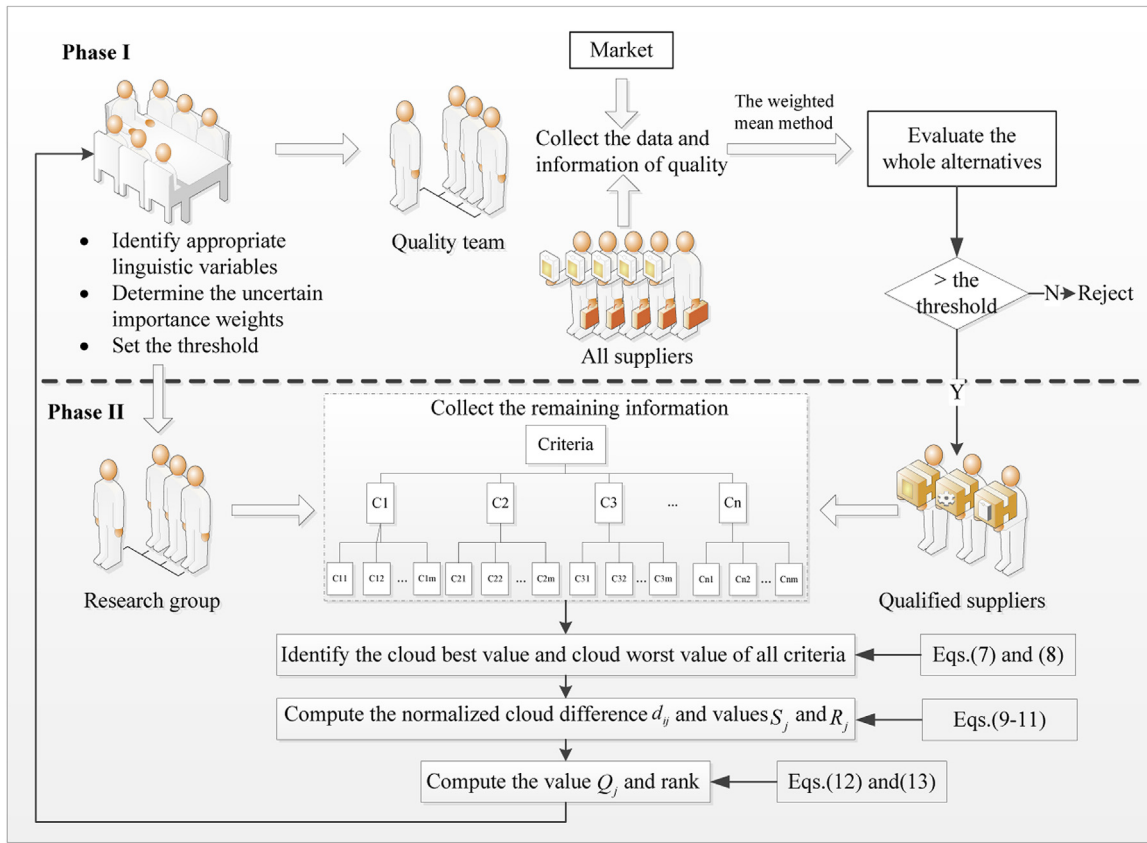 Phase I
Market
The weighted
mean method
Collect the data and
information of quality
Evaluate the
whole alternatives
Quality team
• Identify appropriate
linguistic variables
• Determine the uncertain
importance weights
• Set the threshold
All suppliers
> the
threshold
N
Reject
Y
Phase II
Collect the remaining information
Criteria
C1
C2
C3
...
Cn
C11
C12
...
C1m
C21
C22
...
C2m
C31
C32
...
C3m
Cn1
Cn2
...
Cnm
Research group
Qualified suppliers
Identify the cloud best value and cloud worst value of all criteria
Eqs.(7) and (8)
Compute the normalized cloud difference d_ij and values S_j and R_j
Eqs.(9-11)
Compute the value Q_j and rank
Eqs.(12) and(13)